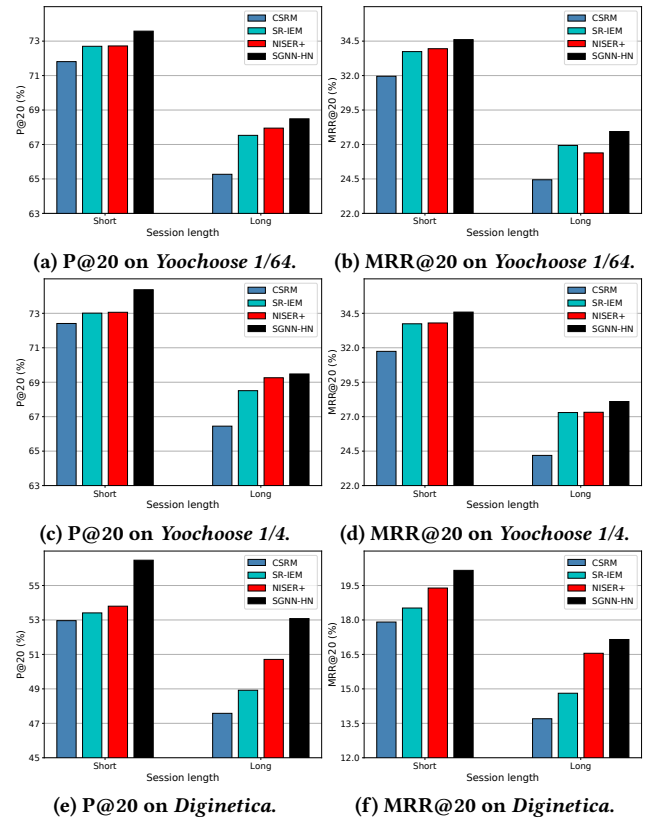 CSRM
SR-IEM
NISER+
SGNN-HN
P@20 (%)
73
71
69
67
65
63
Short
Long
Session length
(a) P@20 on Yoochoose 1/64.
CSRM
SR-IEM
NISER+
SGNN-HN
MRR@20 (%)
34.5
32.0
29.5
27.0
24.5
22.0
Short
Long
Session length
(b) MRR@20 on Yoochoose 1/64.
CSRM
SR-IEM
NISER+
SGNN-HN
P@20 (%)
73
71
69
67
65
63
Short
Long
Session length
(c) P@20 on Yoochoose 1/4.
CSRM
SR-IEM
NISER+
SGNN-HN
MRR@20 (%)
34.5
32.0
29.5
27.0
24.5
22.0
Short
Long
Session length
(d) MRR@20 on Yoochoose 1/4.
CSRM
SR-IEM
NISER+
SGNN-HN
P@20 (%)
55
53
51
49
47
45
Short
Long
Session length
(e) P@20 on Diginetica.
CSRM
SR-IEM
NISER+
SGNN-HN
MRR@20 (%)
19.5
18.0
16.5
15.0
13.5
12.0
Short
Long
Session length
(f) MRR@20 on Diginetica.